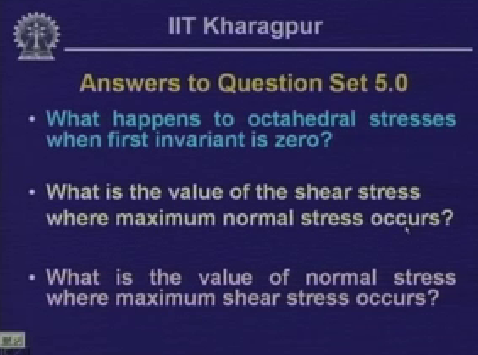 IIT Kharagpur
Answers to Question Set 5.0
• What happens to octahedral stresses
when first invariant is zero?
• What is the value of the shear stress
where maximum normal stress occurs?
• What is the value of normal stress
where maximum shear stress occurs?